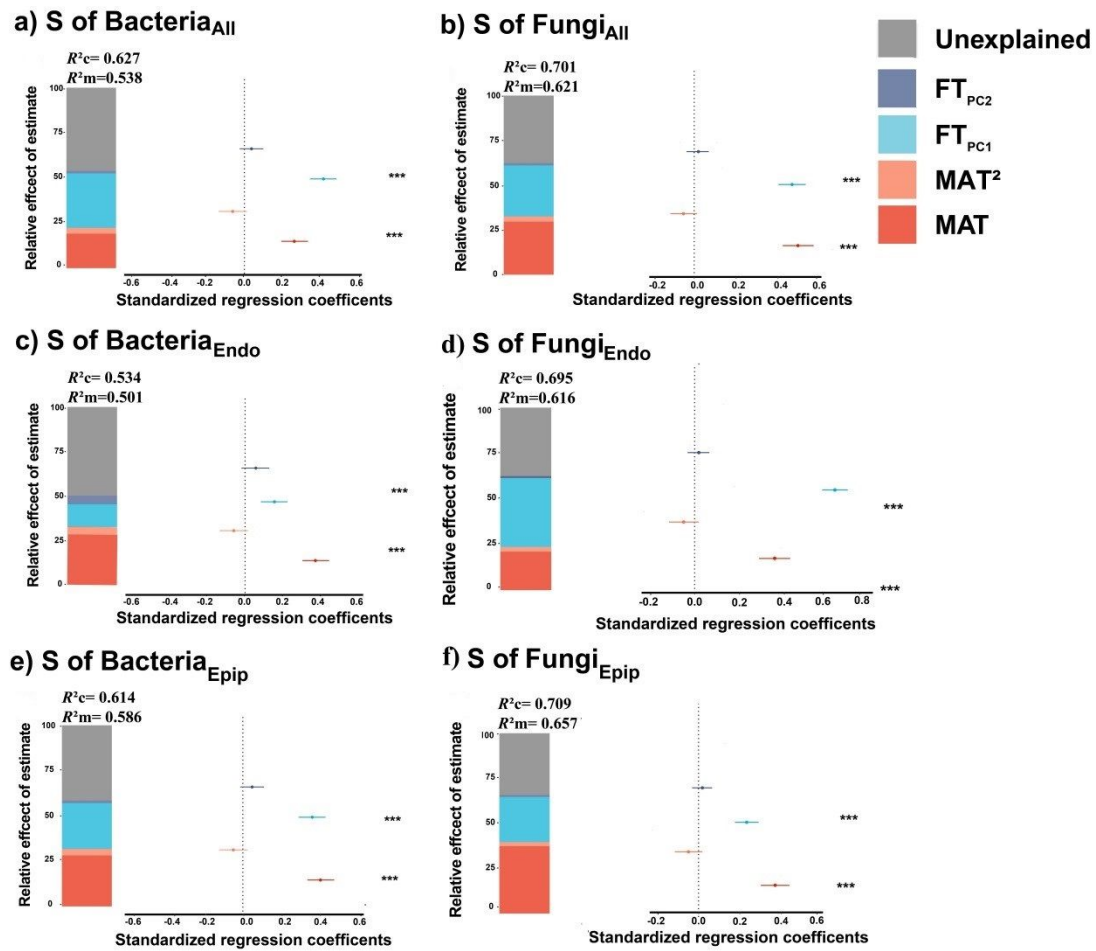 a) S of BacteriaAll
R²c= 0.627
R²m=0.538
Relative effcect of estimate
100
75
50
25
0
***
***
-0.6 -0.4 -0.2 0.0 0.2 0.4 0.6
Standardized regression coefficents
b) S of FungiAll
R²c= 0.701
R²m=0.621
Relative effcect of estimate
100
75
50
25
0
***
***
-0.2 0.0 0.2 0.4 0.6
Standardized regression coefficents
Unexplained
FTPC2
FTPC1
MAT²
MAT
c) S of BacteriaEndo
R²c= 0.534
R²m=0.501
Relative effcect of estimate
100
75
50
25
0
***
***
-0.6 -0.4 -0.2 0.0 0.2 0.4 0.6
Standardized regression coefficents
d) S of FungiEndo
R²c= 0.695
R²m=0.616
Relative effcect of estimate
100
75
50
25
0
***
***
-0.2 0.0 0.2 0.4 0.6 0.8
Standardized regression coefficents
e) S of BacteriaEpip
R²c= 0.614
R²m=0.586
Relative effcect of estimate
100
75
50
25
0
***
***
-0.6 -0.4 -0.2 0.0 0.2 0.4 0.6
Standardized regression coefficents
f) S of FungiEpip
R²c= 0.709
R²m=0.657
Relative effcect of estimate
100
75
50
25
0
***
***
-0.2 0.0 0.2 0.4 0.6
Standardized regression coefficents